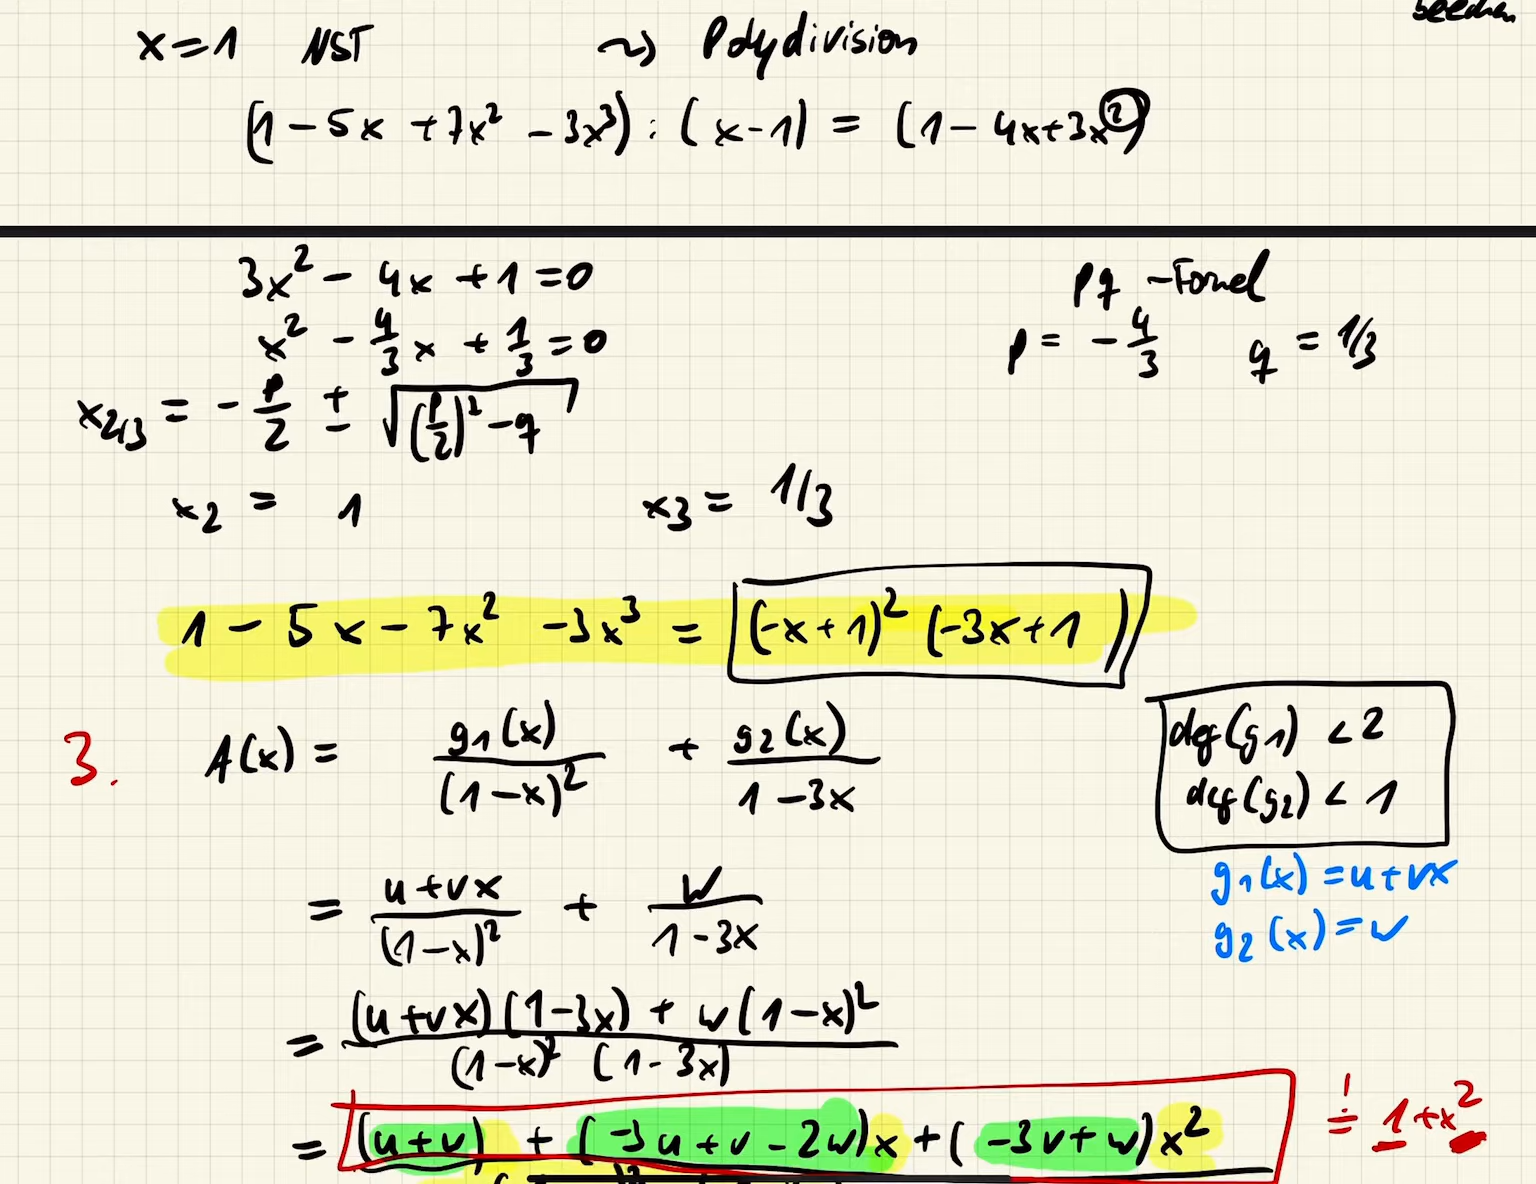 x=1 NST ~> Polydivision
(1 - 5x + 7x² - 3x³) : (x-1) = (1 - 4x+3x²)
3x² - 4x + 1 = 0
pq - Formel
x² - 4/3 x + 1/3 = 0
p = - 4/3 q = 1/3
x2/3 = - p/2 ± √((p/2)² - q)
x2 = 1 x3 = 1/3
1 - 5x - 7x² - 3x³ = (-x+1)² (-3x+1)
3. A(x) = g1(x)/(1-x)² + g2(x)/(1-3x)
deg(g1) < 2
deg(g2) < 1
g1(x) = u+vx
g2(x) = w
= (u+vx)/(1-x)² + w/(1-3x)
= ((u+vx)(1-3x) + w(1-x)²)/((1-x)² (1-3x))
= (u+v) + (-3u+v-2w)x + (-3v+w)x² != 1+x²